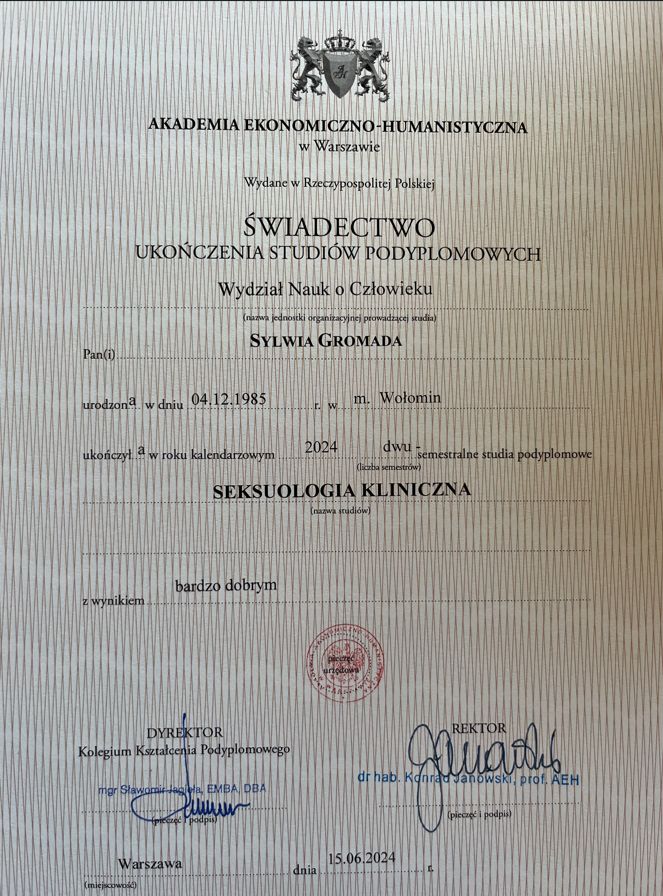 AKADEMIA EKONOMICZNO-HUMANISTYCZNA
w Warszawie
Wydane w Rzeczypospolitej Polskiej
ŚWIADECTWO
UKOŃCZENIA STUDIÓW PODYPLOMOWYCH
Wydział Nauk o Człowieku
(nazwa jednostki organizacyjnej prowadzącej studia)
SYLWIA GROMADA
Pan(i)
urodzona w dniu 04.12.1985 r. w m. Wołomin
ukończyła w roku kalendarzowym 2024 dwu - semestralne studia podyplomowe
(liczba semestrów)
SEKSUOLOGIA KLINICZNA
(nazwa studiów)
bardzo dobrym
z wynikiem
pieczęć
urzędowa
DYREKTOR
Kolegium Kształcenia Podyplomowego
mgr Sławomir Jagieła, EMBA, DBA
(pieczęć i podpis)
REKTOR
dr hab. Konrad Janowski, prof. AEH
(pieczęć i podpis)
Warszawa dnia 15.06.2024 r.
(miejscowość)